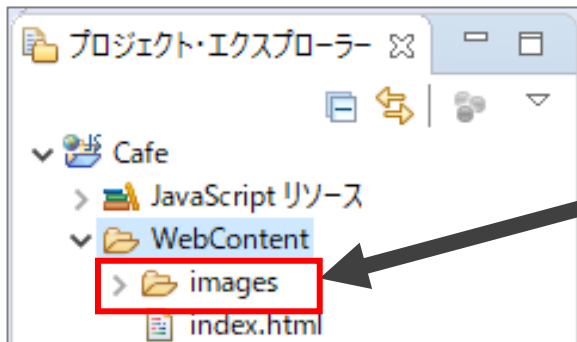 プロジェクト・エクスプローラー
Cafe
JavaScript リソース
WebContent
images
index.html